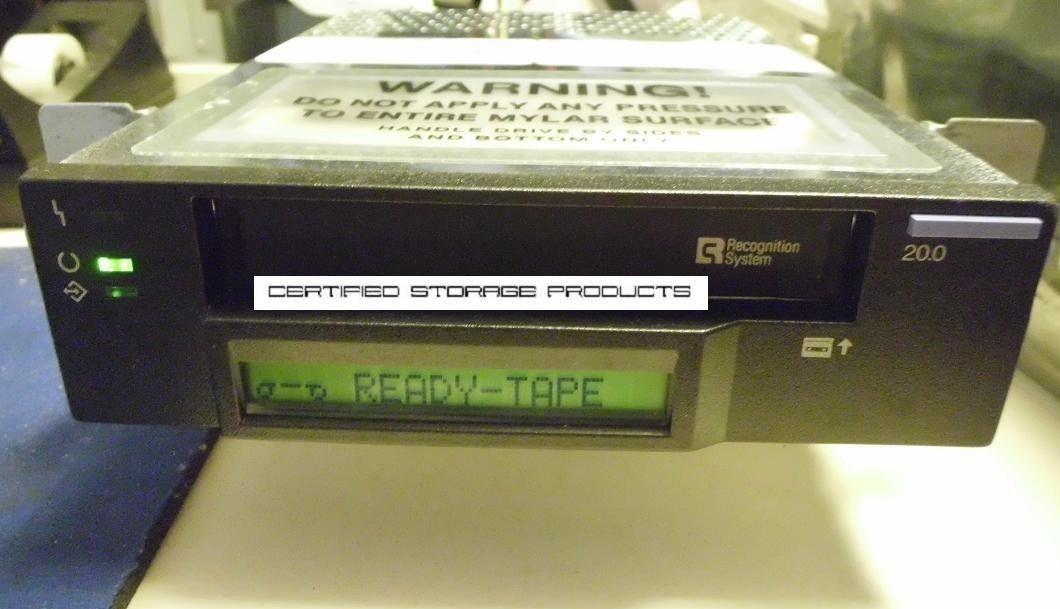 WARNING!
DO NOT APPLY ANY PRESSURE
TO ENTIRE MYLAR SURFACE
HANDLE DRIVE BY SIDES
AND BOTTOM ONLY
Recognition
System
20.0
CERTIFIED STORAGE PRODUCTS
READY-TAPE